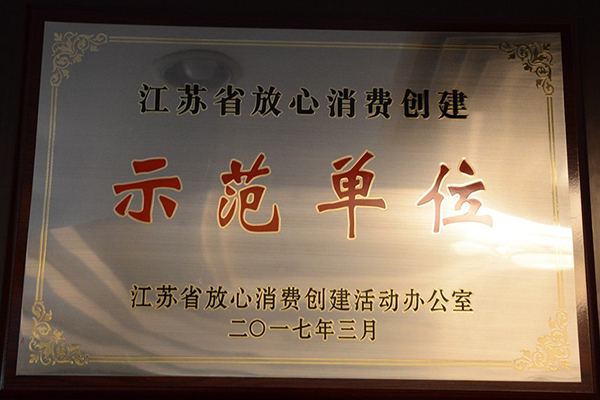 江苏省放心消费创建
示范单位
江苏省放心消费创建活动办公室
二〇一七年三月